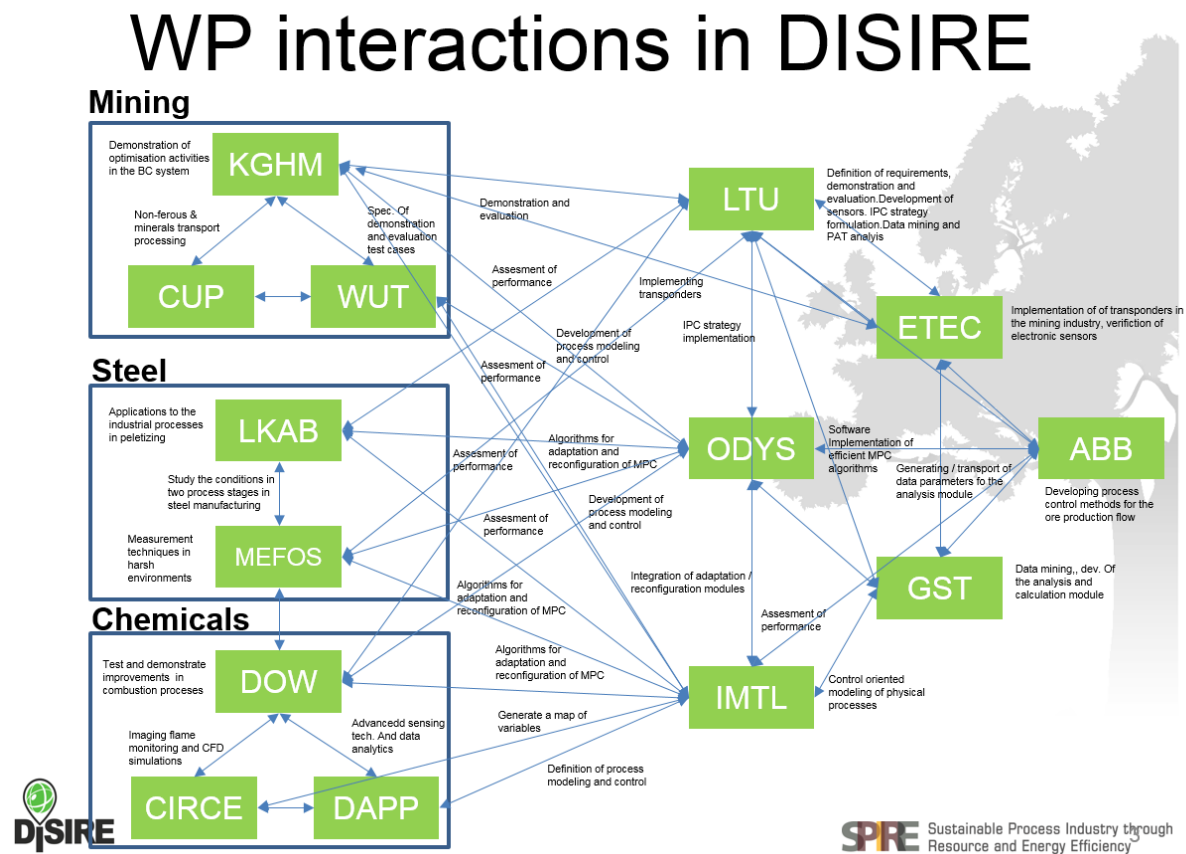 WP interactions in DISIRE
Mining
Demonstration of
optimisation activities
in the BC system
KGHM
Non-ferous &
minerals transport
processing
Spec. Of
demonstration
and evaluation
test cases
CUP
WUT
Steel
Applications to the
industrial processes
in peletizing
LKAB
Study the conditions in
two process stages in
steel manufacturing
Measurement
techniques in
harsh
environments
MEFOS
Chemicals
Test and demonstrate
improvements in
combustion proceses
DOW
Advancedd sensing
tech. And data
analytics
Imaging flame
monitoring and CFD
simulations
CIRCE
DAPP
Demonstration and
evaluation
Assesment of
performance
Implementing
transponders
Development of
process modeling
and control
Assesment of
performance
IPC strategy
implementation
Algorithms for
adaptation and
reconfiguration of MPC
Assesment of
performance
Development of
process modeling
and control
Assesment of
performance
Integration of adaptation /
reconfiguration modules
Algorithms for
adaptation and
reconfiguration of MPC
Assesment of
performance
Algorithms for
adaptation and
reconfiguration of MPC
Generate a map of
variables
Definition of process
modeling and control
LTU
Definition of requirements,
demonstration and
evaluation.Development of
sensors. IPC strategy
formulation.Data mining and
PAT analyis
ETEC
Implementation of of transponders in
the mining industry, verifiction of
electronic sensors
ODYS
Software
Implementation of
efficient MPC
algorithms
Generating / transport of
data parameters fo the
analysis module
ABB
Developing process
control methods for the
ore production flow
GST
Data mining,, dev. Of
the analysis and
calculation module
IMTL
Control oriented
modeling of physical
processes
DiSIRE
SPIRE
Sustainable Process Industry through
Resource and Energy Efficiency
3